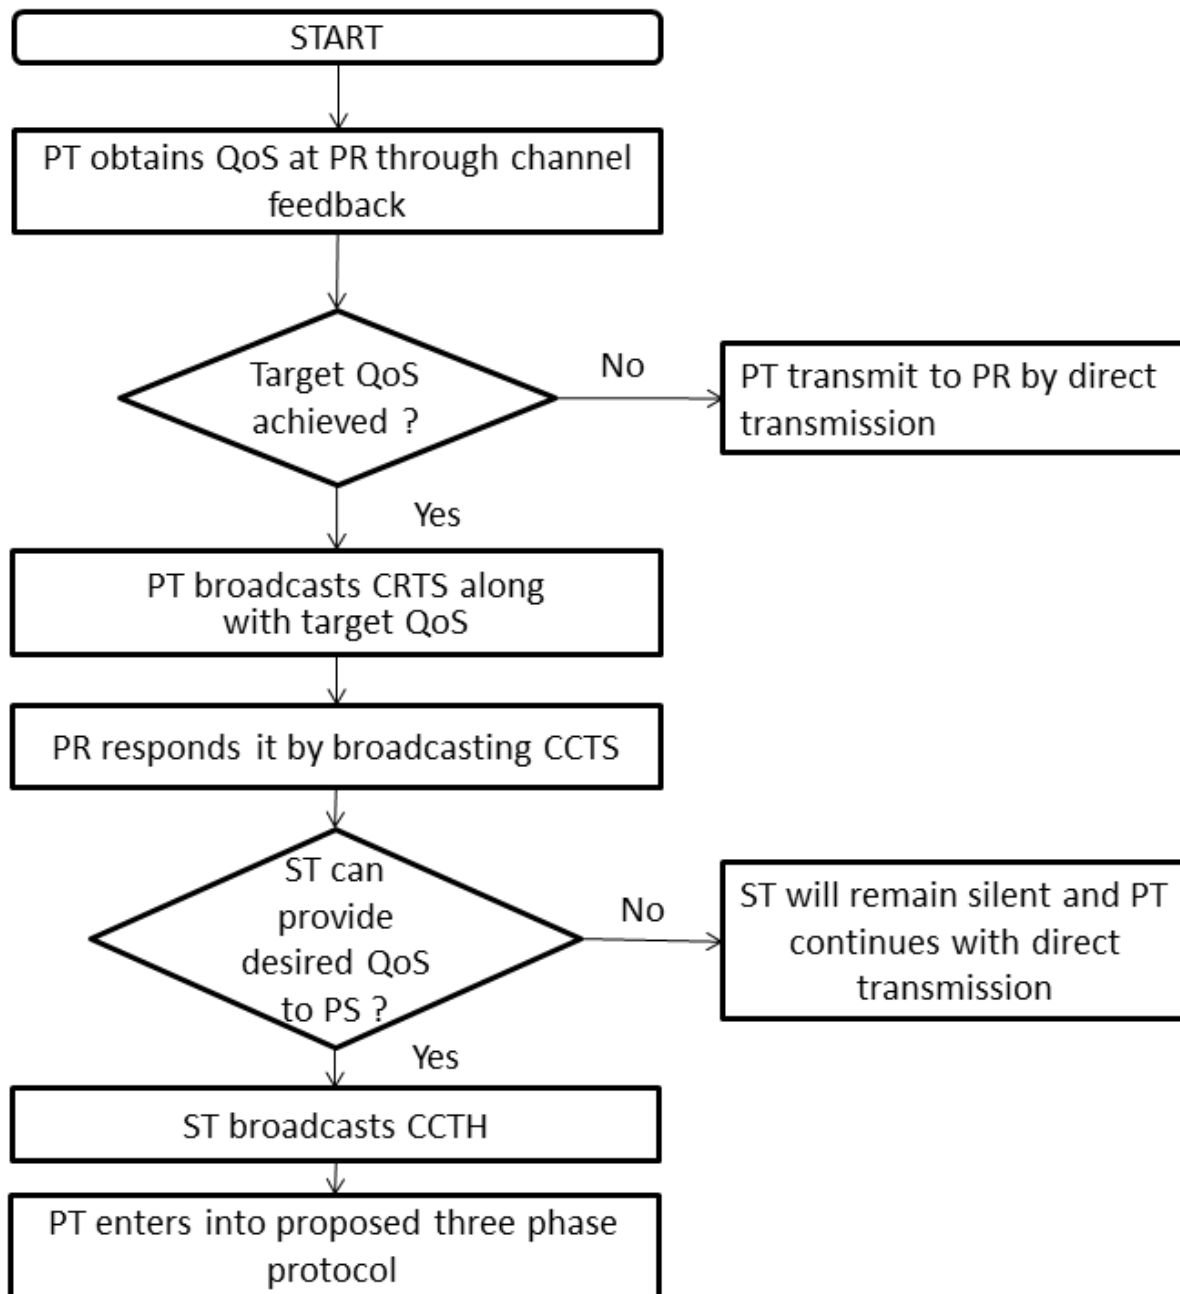 START
PT obtains QoS at PR through channel
feedback
Target QoS
achieved ?
No
PT transmit to PR by direct
transmission
Yes
PT broadcasts CRTS along
with target QoS
PR responds it by broadcasting CCTS
ST can
provide
desired QoS
to PS ?
No
ST will remain silent and PT
continues with direct
transmission
Yes
ST broadcasts CCTH
PT enters into proposed three phase
protocol